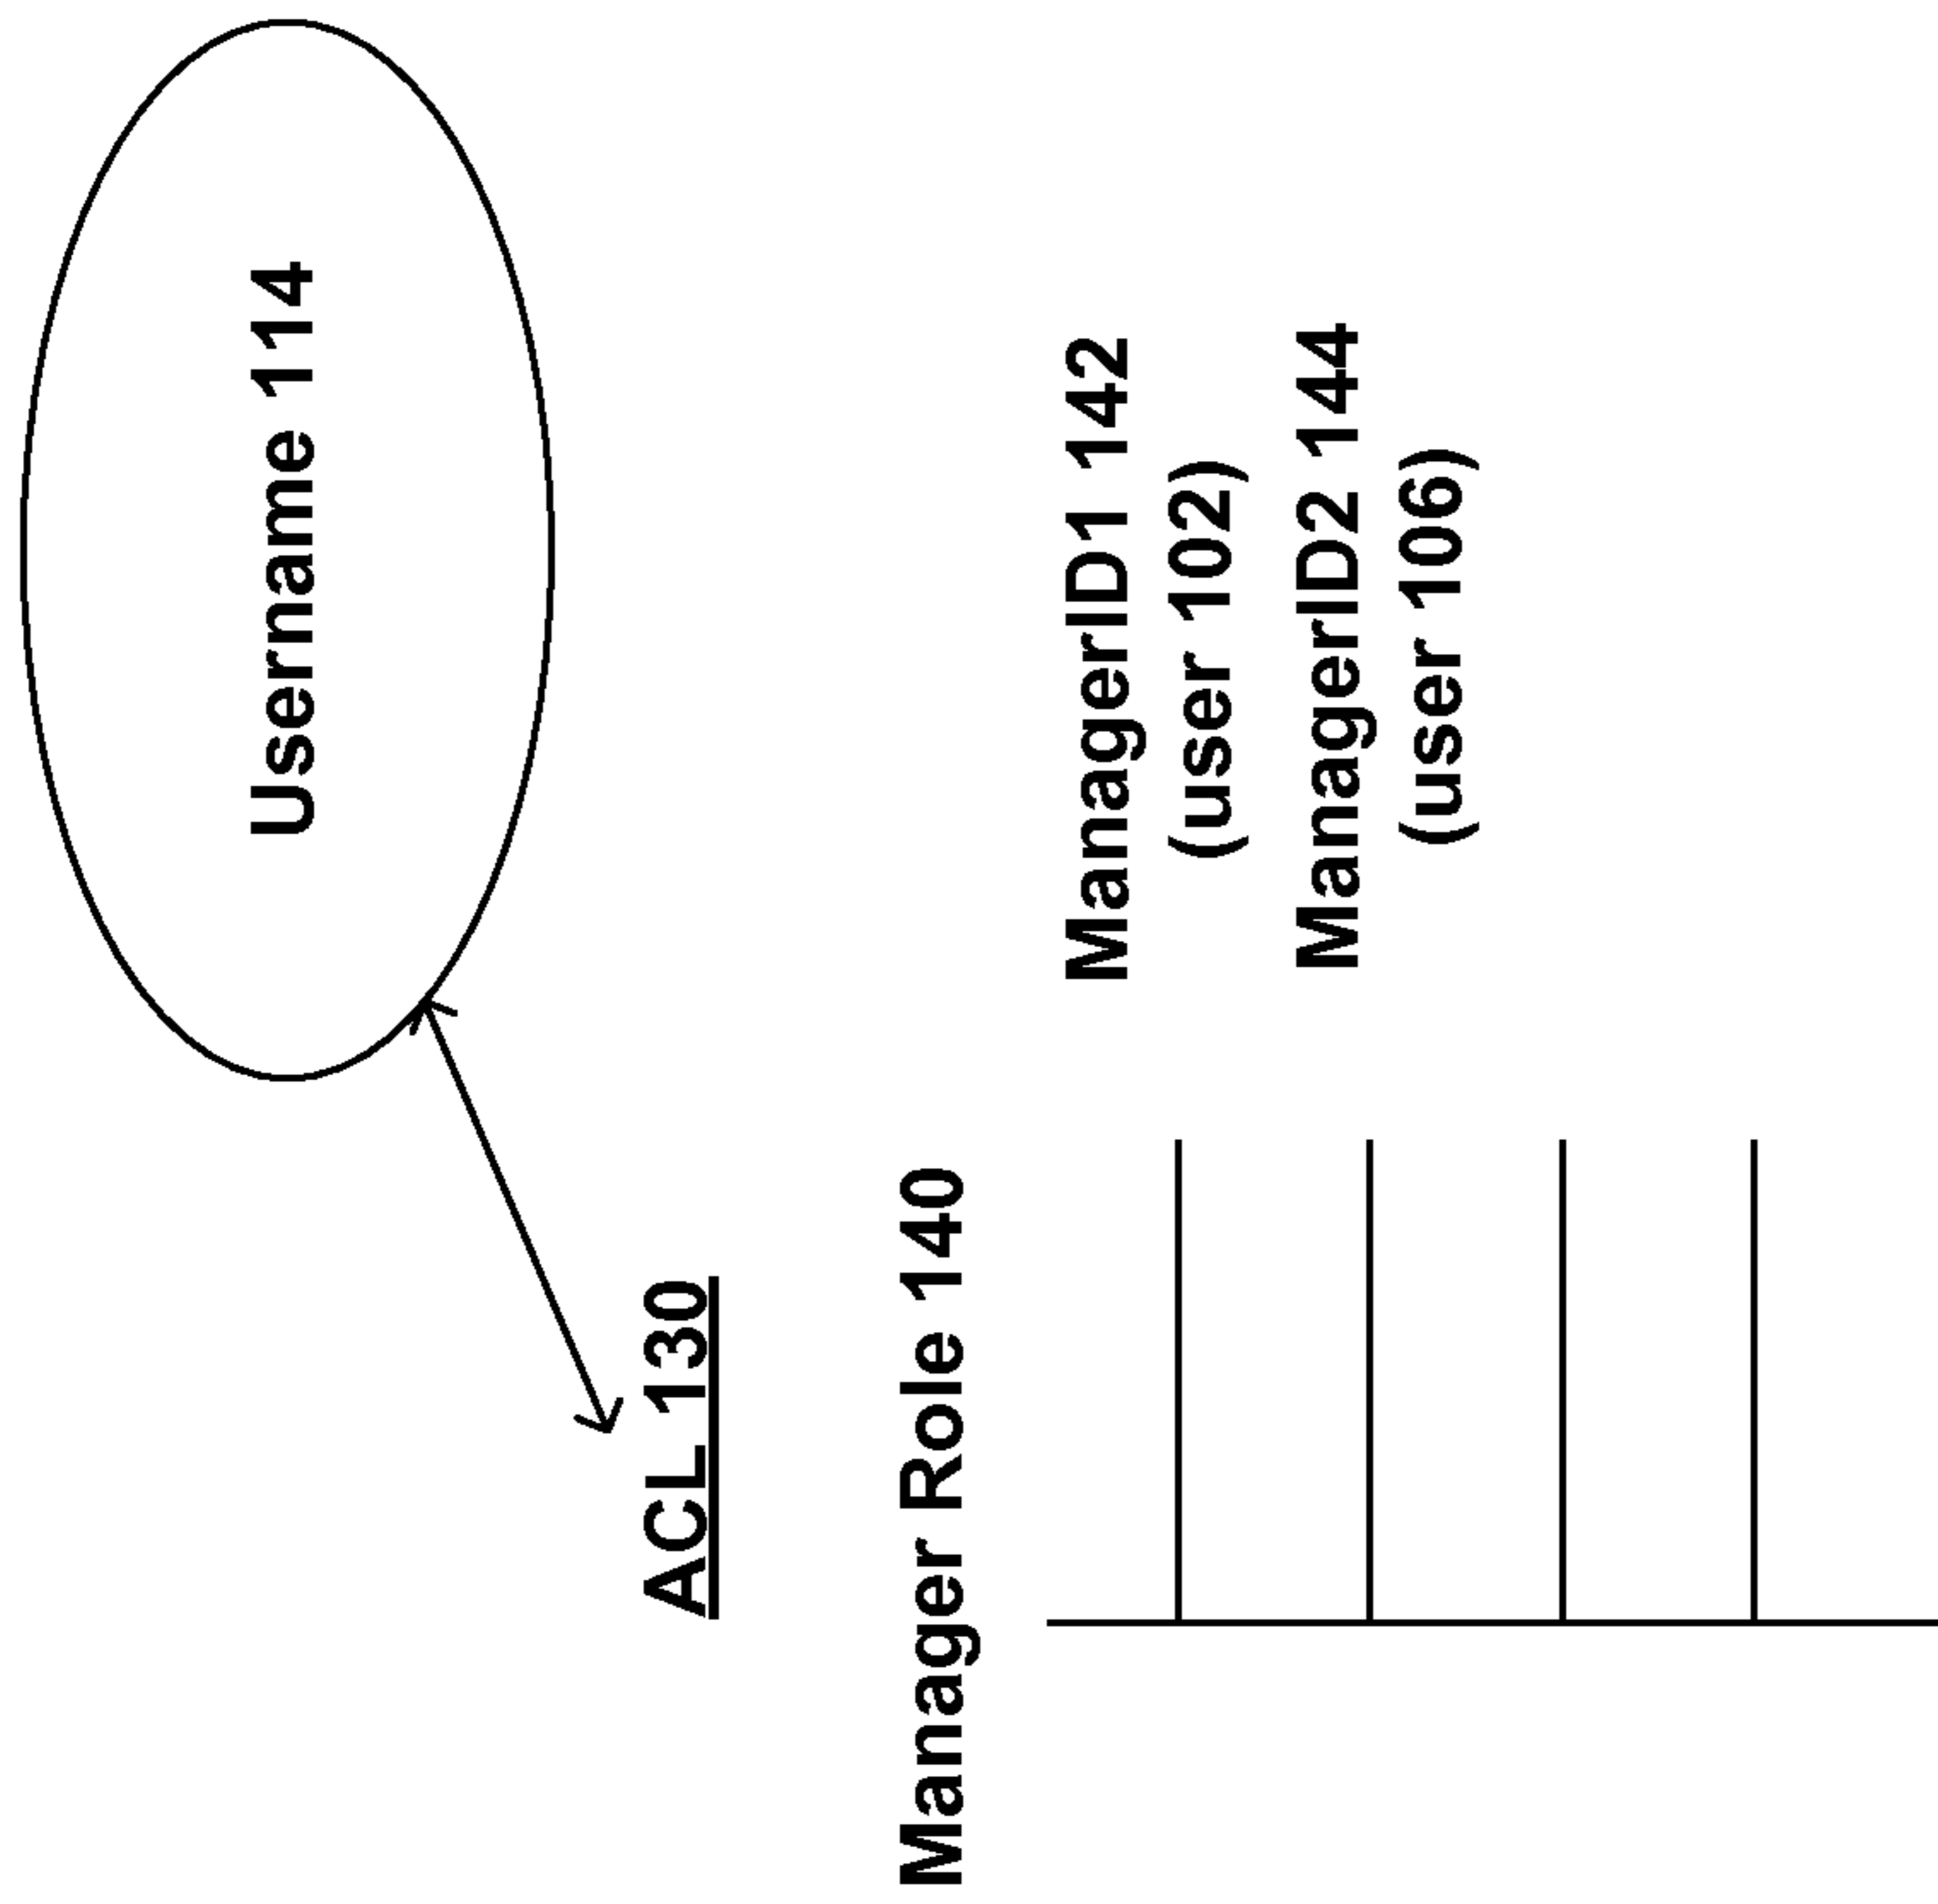 Username 114
ACL 130
Manager Role 140
ManagerID1 142
(user 102)
ManagerID2 144
(user 106)